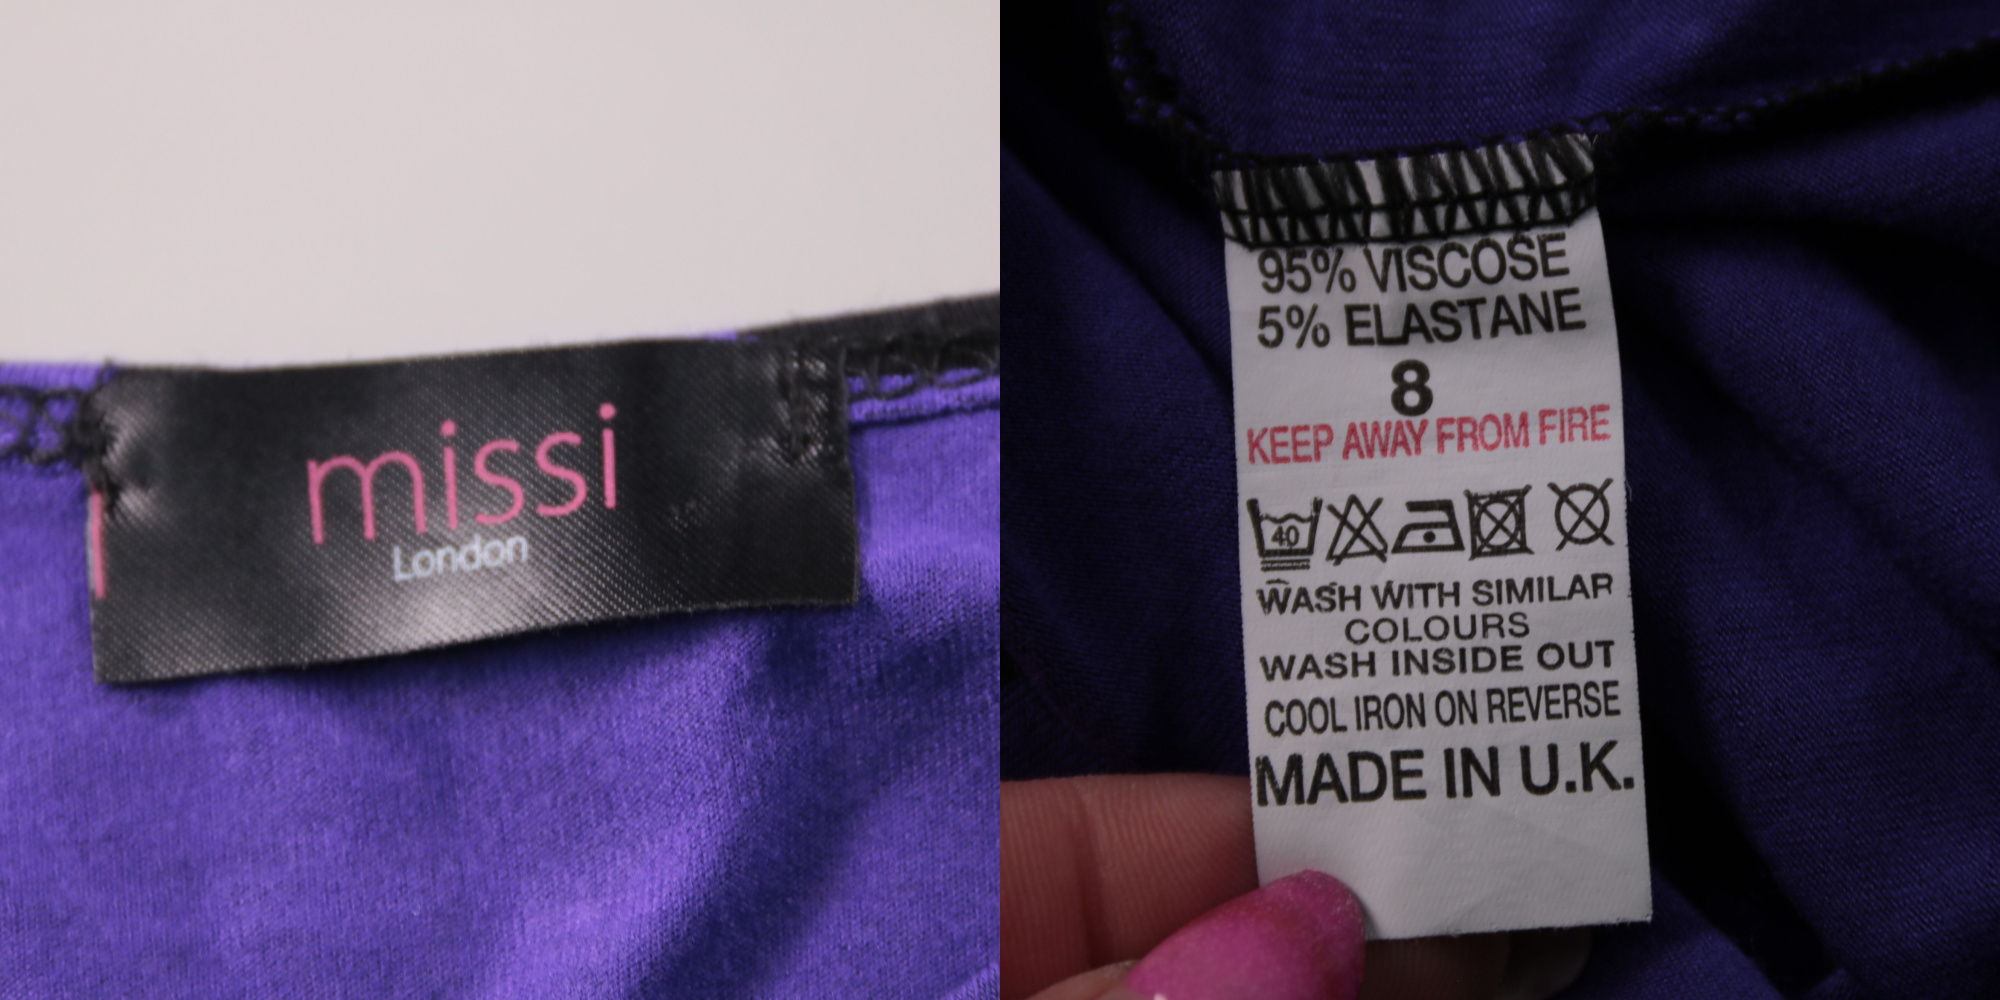 missi
London
95% VISCOSE
5% ELASTANE
8
KEEP AWAY FROM FIRE
40
WASH WITH SIMILAR
COLOURS
WASH INSIDE OUT
COOL IRON ON REVERSE
MADE IN U.K.